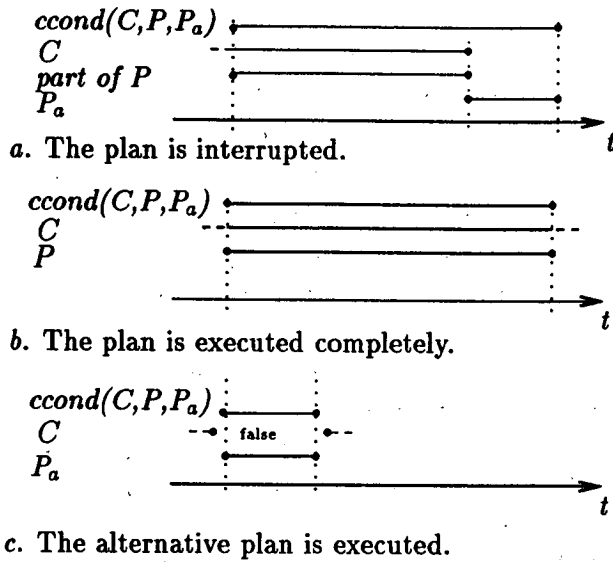 ccond(C,P,Pₐ)
C
part of P
Pₐ
t
a. The plan is interrupted.
ccond(C,P,Pₐ)
C
P
t
b. The plan is executed completely.
ccond(C,P,Pₐ)
C false
Pₐ
t
c. The alternative plan is executed.